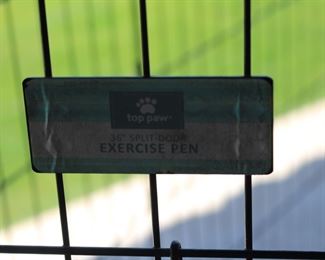 top paw
36" SPLIT-DOOR
EXERCISE PEN